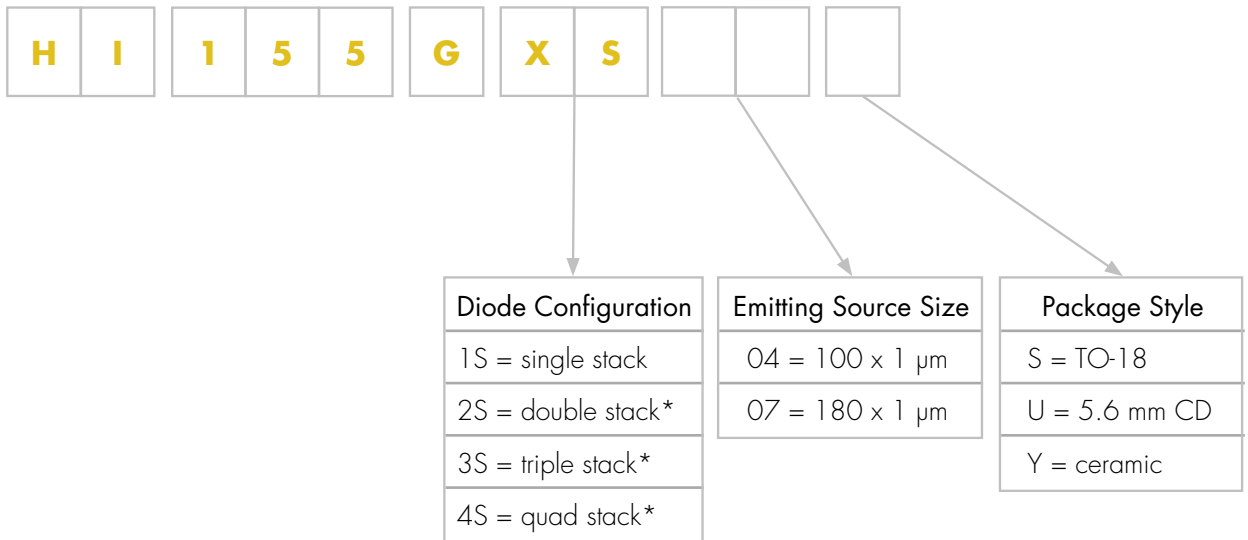 H I 1 5 5 G X S
Diode Configuration
1S = single stack
2S = double stack*
3S = triple stack*
4S = quad stack*
Emitting Source Size
04 = 100 x 1 µm
07 = 180 x 1 µm
Package Style
S = TO-18
U = 5.6 mm CD
Y = ceramic